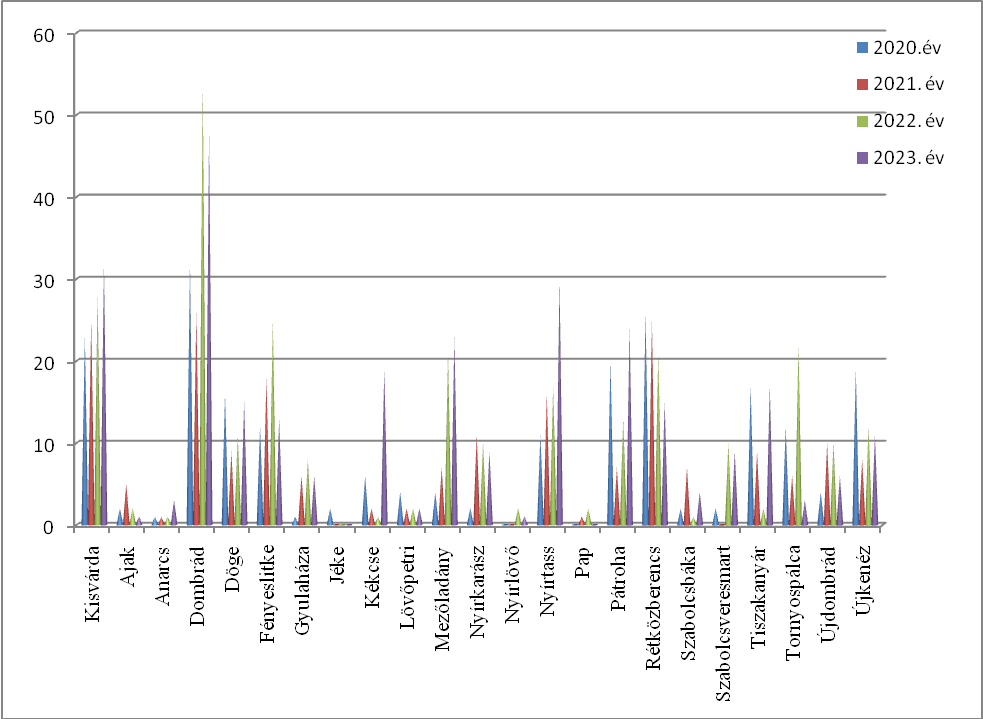 60
50
40
30
20
10
0
2020.év
2021. év
2022. év
2023. év
Kisvárda
Ajak
Anarcs
Dombrád
Döge
Fényeslitke
Gyulaháza
Jéke
Kékcse
Lövőpetri
Mezőladány
Nyírkarász
Nyírlövő
Nyírtass
Pap
Pátroha
Rétközberencs
Szabolcsbáka
Szabolcsveresmart
Tiszakanyár
Tornyospálca
Újdombrád
Újkenéz